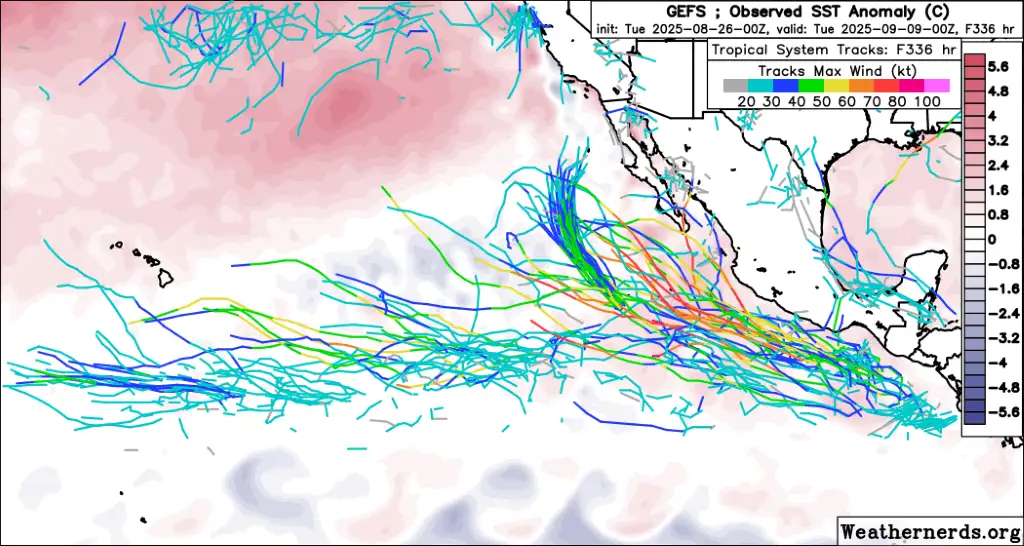 GEFS ; Observed SST Anomaly (C)
init: Tue 2025-08-26-00Z, valid: Tue 2025-09-09-00Z, F336 hr
Tropical System Tracks: F336 hr
Tracks Max Wind (kt)
20 30 40 50 60 70 80 100
5.6
4.8
4
3.2
2.4
1.6
0.8
0
-0.8
-1.6
-2.4
-3.2
-4
-4.8
-5.6
Weathernerds.org